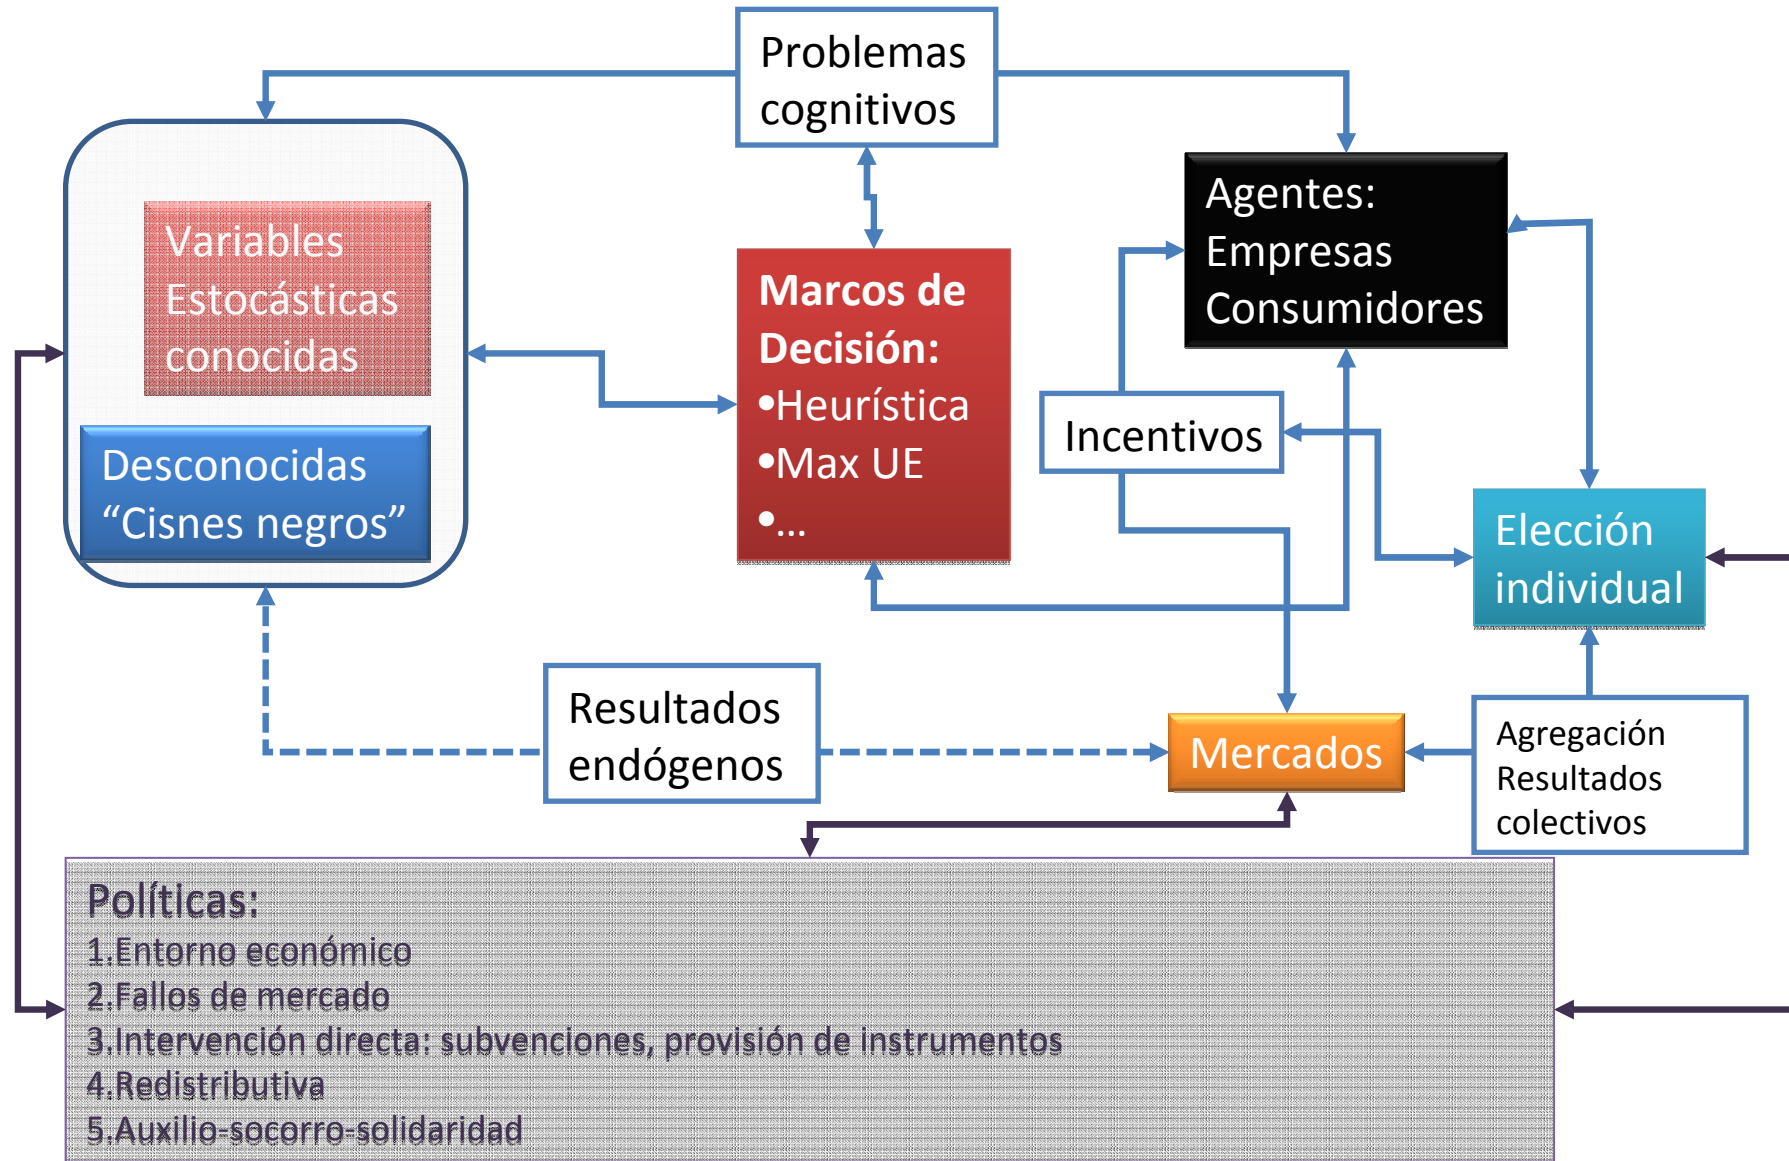 Problemas
cognitivos
Variables
Estocásticas
conocidas
Desconocidas
“Cisnes negros”
Marcos de
Decisión:
•Heurística
•Max UE
•...
Agentes:
Empresas
Consumidores
Incentivos
Elección
individual
Resultados
endógenos
Mercados
Agregación
Resultados
colectivos
Políticas:
1.Entorno económico
2.Fallos de mercado
3.Intervención directa: subvenciones, provisión de instrumentos
4.Redistributiva
5.Auxilio-socorro-solidaridad